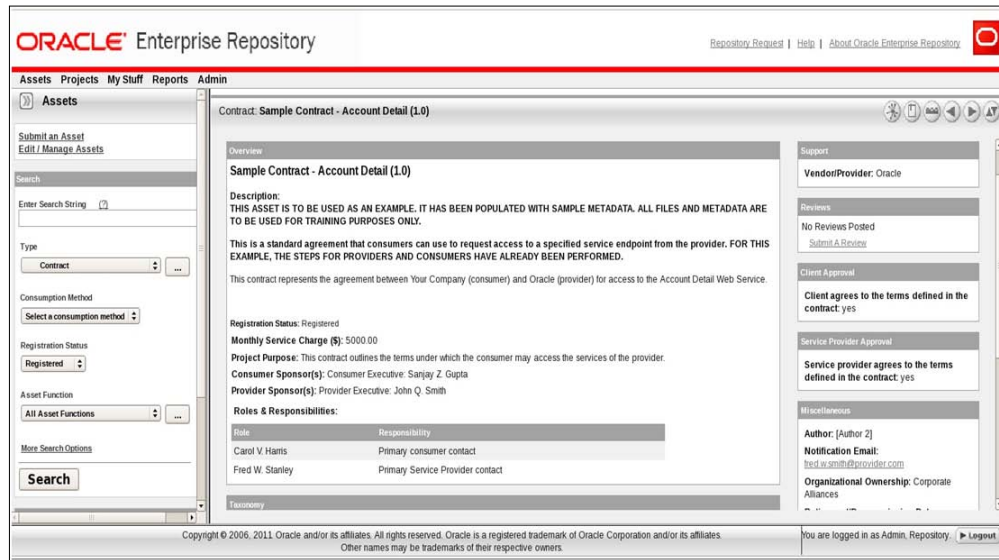 ORACLE Enterprise Repository
Repository Request | Help | About Oracle Enterprise Repository
Assets Projects My Stuff Reports Admin
Assets
Submit an Asset
Edit / Manage Assets
Search
Enter Search String (?)
Type
Contract
...
Consumption Method
Select a consumption method
Registration Status
Registered
Asset Function
All Asset Functions
...
More Search Options
Search
Contract: Sample Contract - Account Detail (1.0)
Overview
Sample Contract - Account Detail (1.0)
Description:
THIS ASSET IS TO BE USED AS AN EXAMPLE. IT HAS BEEN POPULATED WITH SAMPLE METADATA. ALL FILES AND METADATA ARE
TO BE USED FOR TRAINING PURPOSES ONLY.
This is a standard agreement that consumers can use to request access to a specified service endpoint from the provider. FOR THIS
EXAMPLE, THE STEPS FOR PROVIDERS AND CONSUMERS HAVE ALREADY BEEN PERFORMED.
This contract represents the agreement between Your Company (consumer) and Oracle (provider) for access to the Account Detail Web Service.
Registration Status: Registered
Monthly Service Charge ($): 5000.00
Project Purpose: This contract outlines the terms under which the consumer may access the services of the provider.
Consumer Sponsor(s): Consumer Executive: Sanjay Z. Gupta
Provider Sponsor(s): Provider Executive: John Q. Smith
Roles & Responsibilities:
Role Responsibility
Carol V. Harris Primary consumer contact
Fred W. Stanley Primary Service Provider contact
Taxonomy
Support
Vendor/Provider: Oracle
Reviews
No Reviews Posted
Submit A Review
Client Approval
Client agrees to the terms defined in the
contract: yes
Service Provider Approval
Service provider agrees to the terms
defined in the contract: yes
Miscellaneous
Author: [Author 2]
Notification Email:
fred.w.smith@provider.com
Organizational Ownership: Corporate
Alliances
Copyright © 2006, 2011 Oracle and/or its affiliates. All rights reserved. Oracle is a registered trademark of Oracle Corporation and/or its affiliates.
Other names may be trademarks of their respective owners.
You are logged in as Admin, Repository. Logout